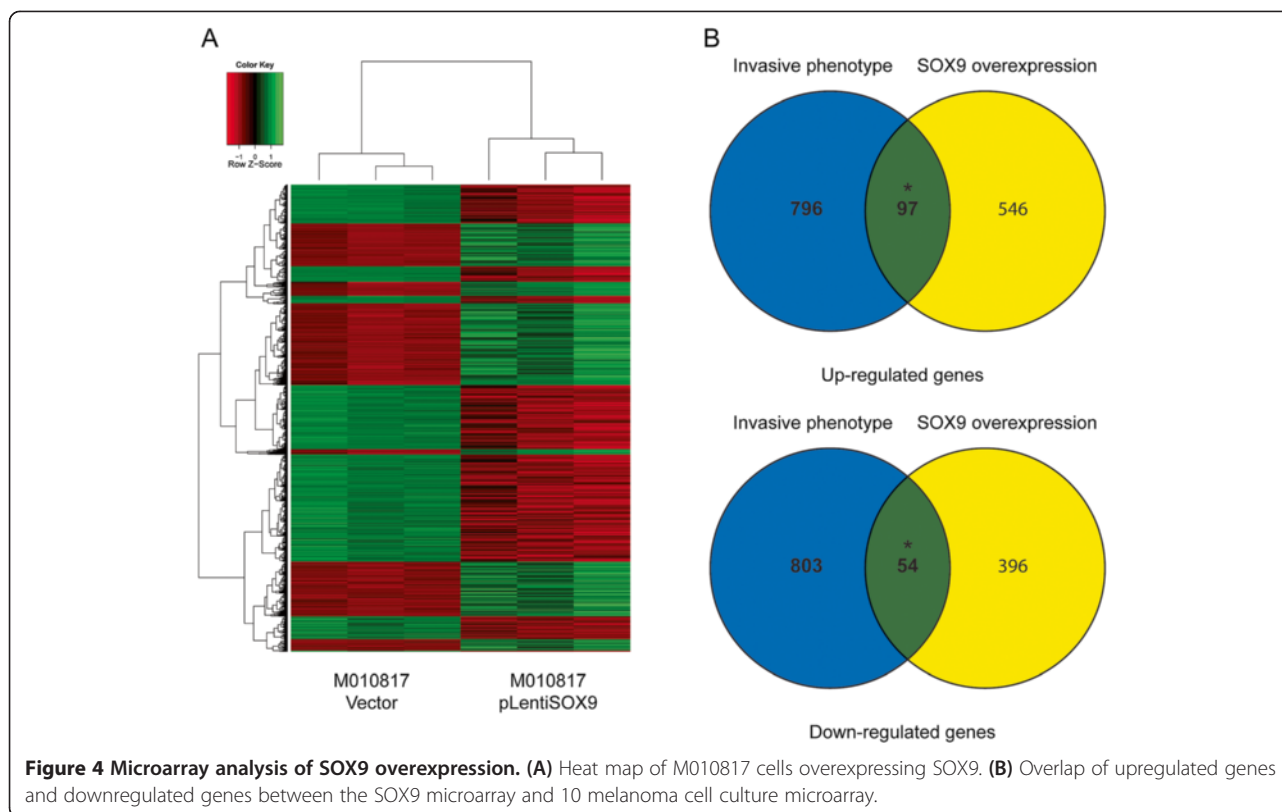 A
Color Key
−1 0 1
Row Z−Score
M010817
Vector
M010817
pLentiSOX9
B
Invasive phenotype SOX9 overexpression
*
796 97 546
Up-regulated genes
Invasive phenotype SOX9 overexpression
*
803 54 396
Down-regulated genes
Figure 4 Microarray analysis of SOX9 overexpression. (A) Heat map of M010817 cells overexpressing SOX9. (B) Overlap of upregulated genes
and downregulated genes between the SOX9 microarray and 10 melanoma cell culture microarray.